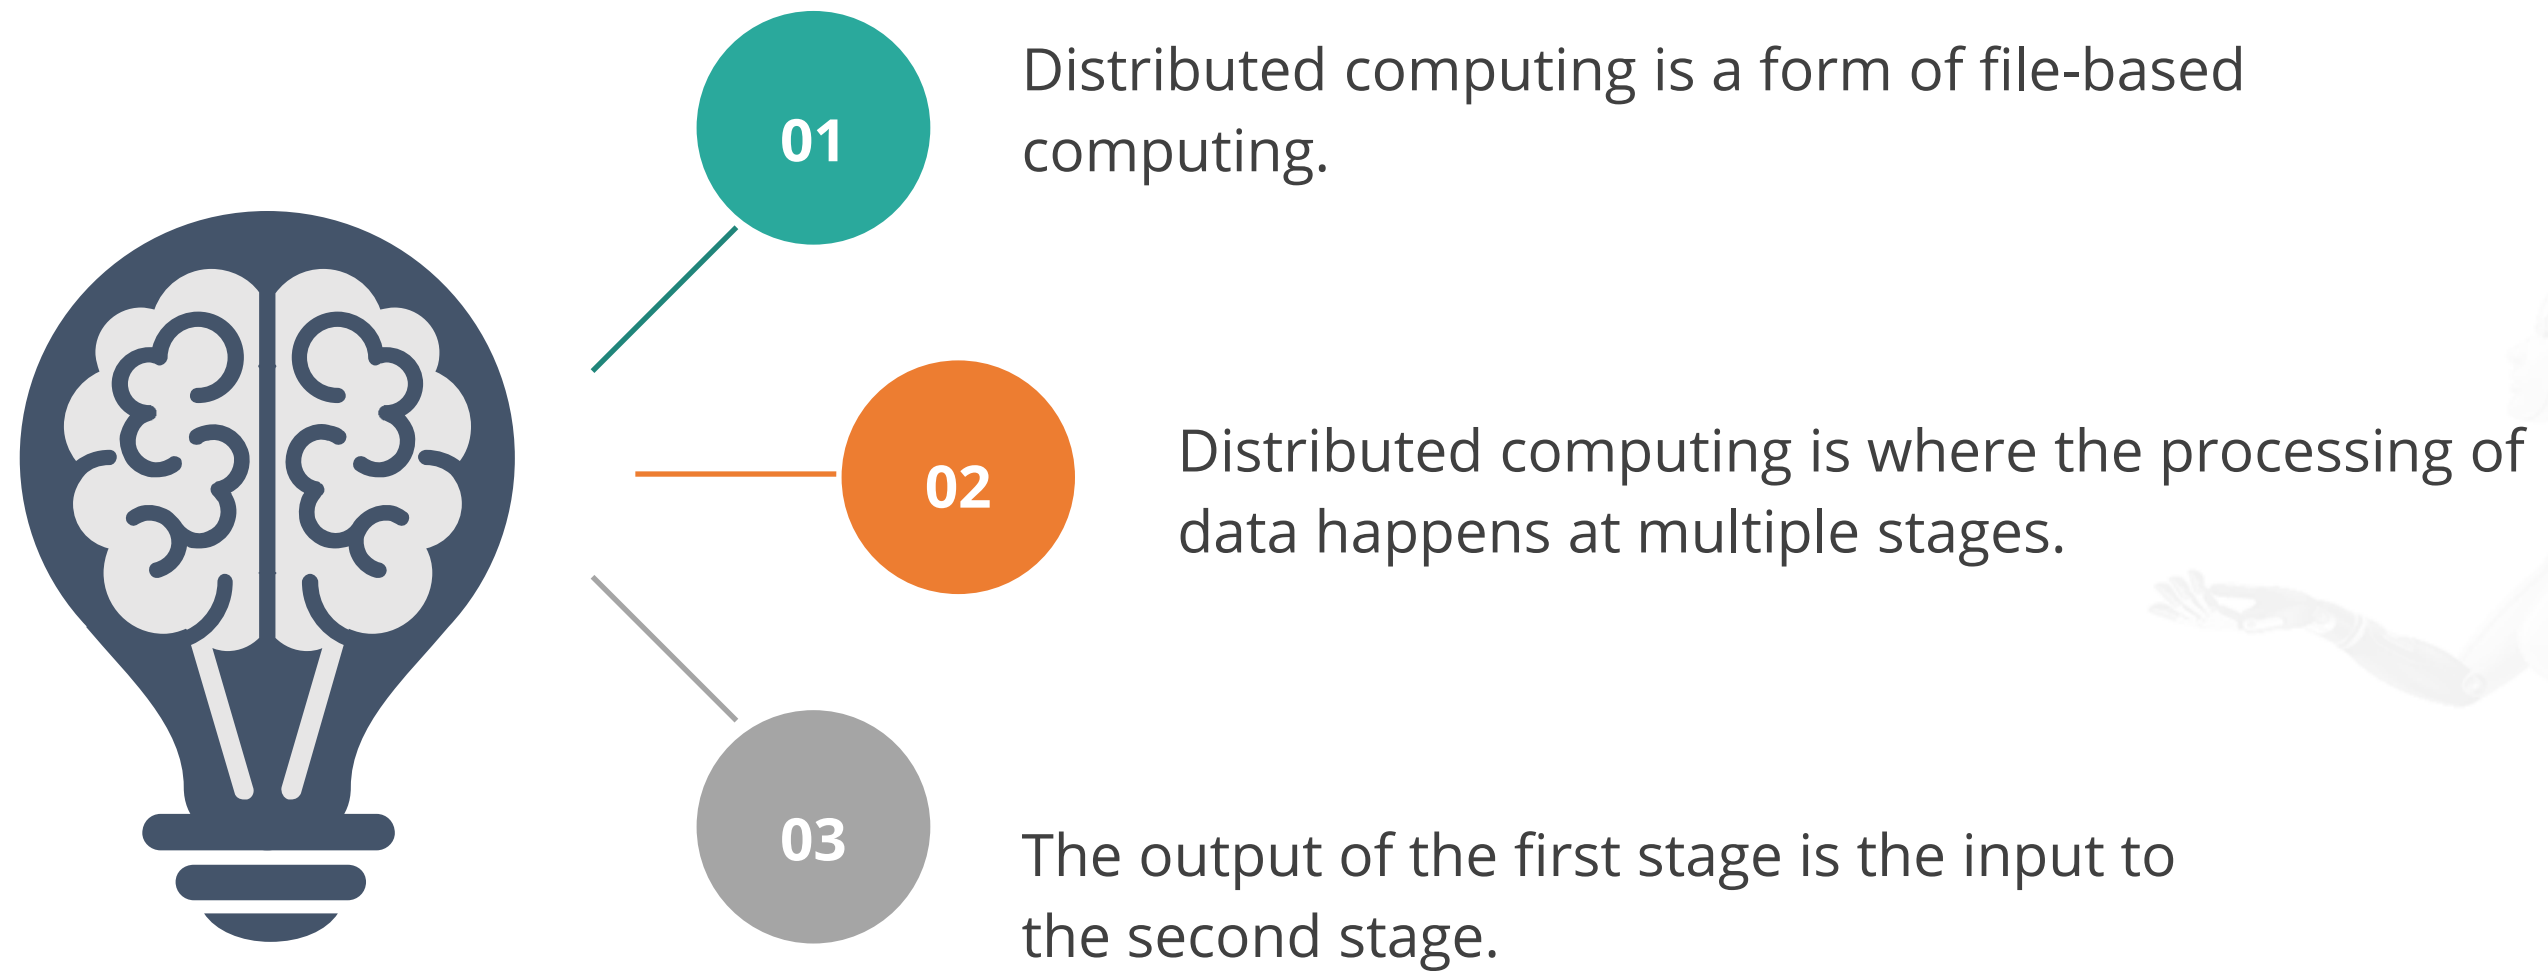 01
Distributed computing is a form of file-based
computing.
02
Distributed computing is where the processing of
data happens at multiple stages.
03
The output of the first stage is the input to
the second stage.